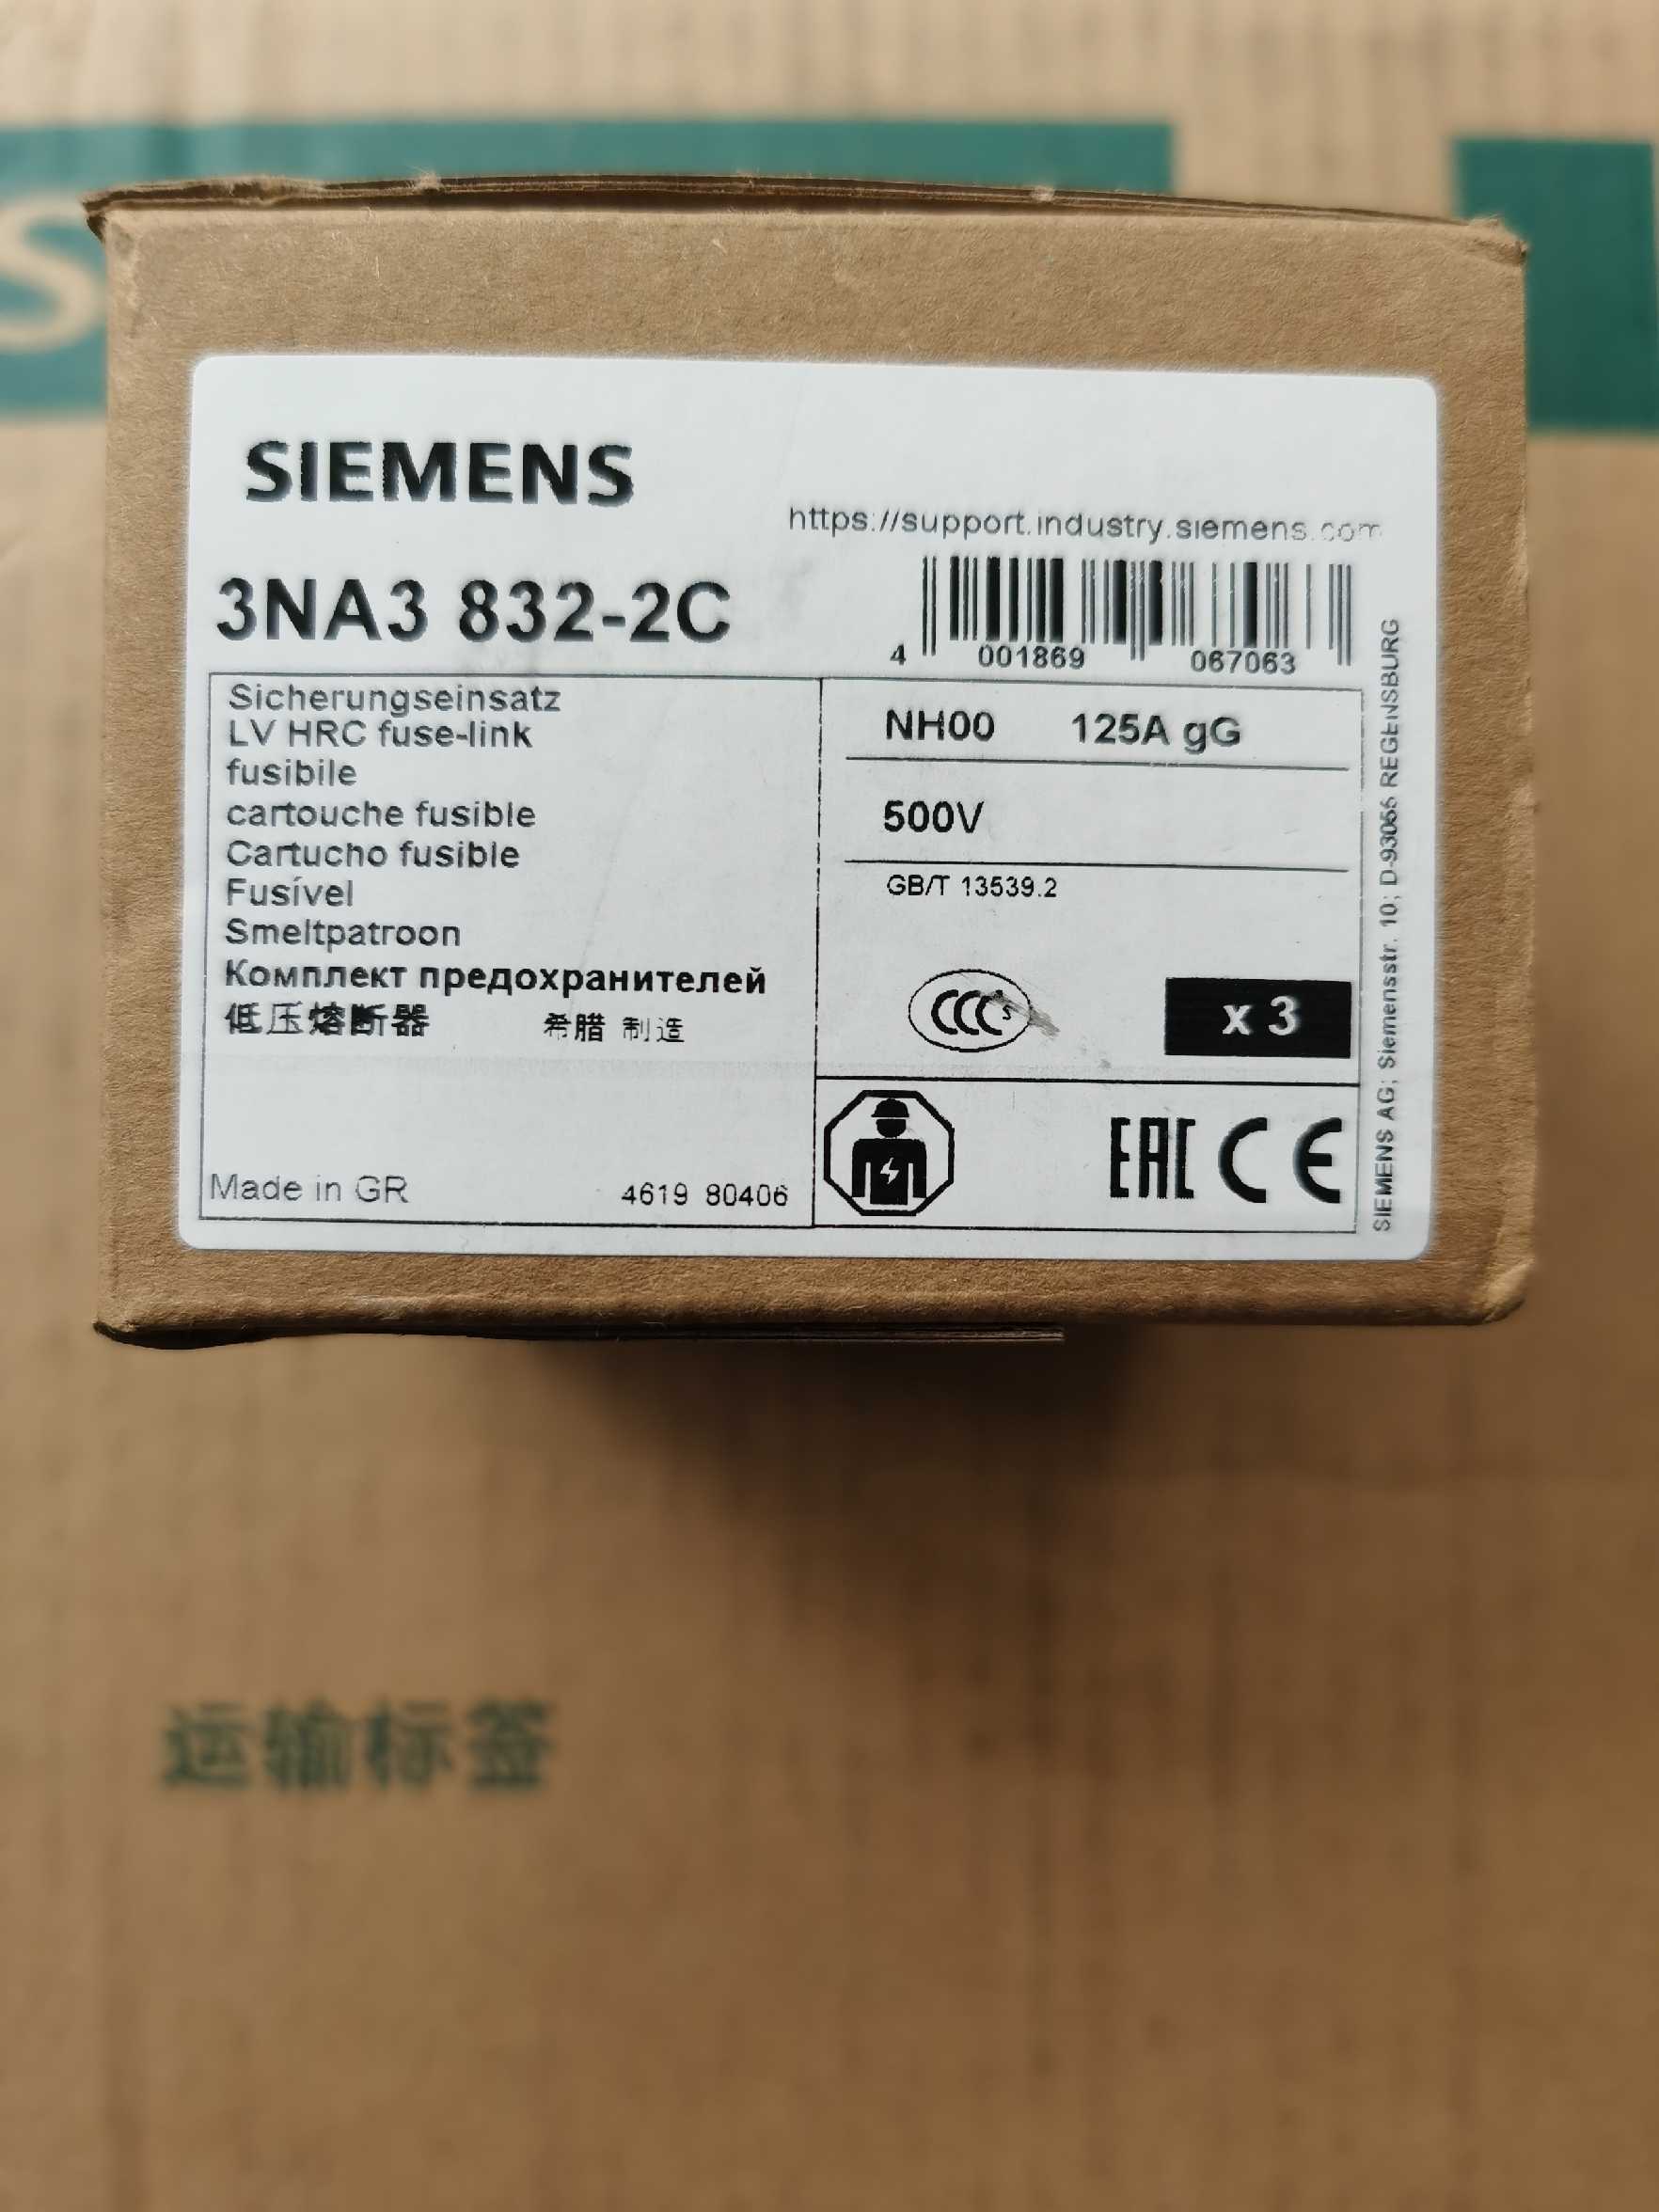 S
SIEMENS
https://support.industry.siemens.com
3NA3 832-2C
4 001869 067063
Sicherungseinsatz
LV HRC fuse-link
fusibile
cartouche fusible
Cartucho fusible
Fusível
Smeltpatroon
Комплект предохранителей
低压熔断器 希腊 制造
Made in GR 4619 80406
NH00 125A gG
500V
GB/T 13539.2
CCC S
x 3
EAC CE
SIEMENS AG; Siemensstr. 10; D-93055 REGENSBURG
运输标签